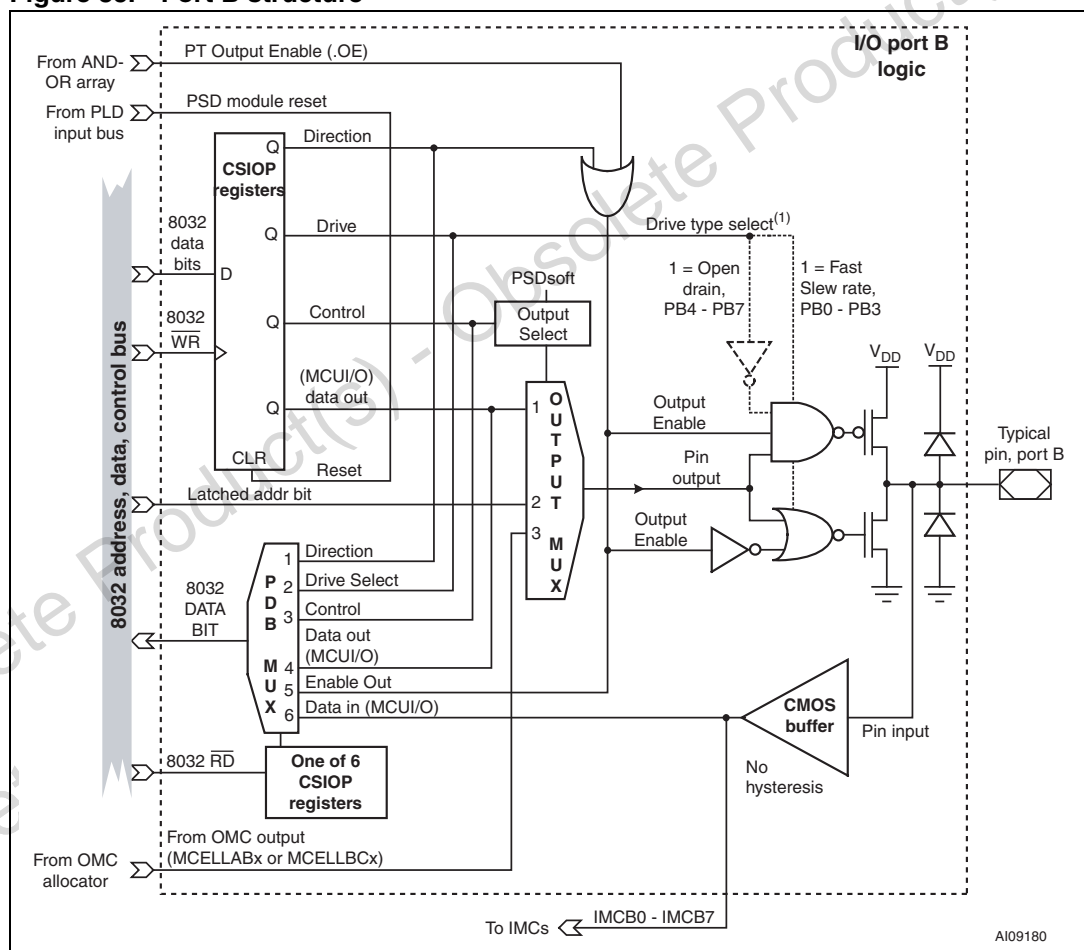 I/O port B
logic
PT Output Enable (.OE)
From AND-
OR array
PSD module reset
From PLD
input bus
Direction
Q
CSIOP
registers
Drive
Q
Drive type select(1)
8032
data
bits
D
1 = Open
drain,
PB4 - PB7
1 = Fast
Slew rate,
PB0 - PB3
PSDsoft
Output
Select
Control
Q
8032
WR
VDD
VDD
(MCUI/O)
data out
Q
1
OUTPUT MUX
Output
Enable
Typical
pin, port B
CLR
Reset
Pin
output
Latched addr bit
2
3
Output
Enable
8032 address, data, control bus
1
Direction
2
Drive Select
PDB MUX
8032
DATA
BIT
3
Control
Data out
(MCUI/O)
4
5
Enable Out
6
Data in (MCUI/O)
CMOS
buffer
Pin input
No
hysteresis
8032 RD
One of 6
CSIOP
registers
From OMC output
(MCELLABx or MCELLBCx)
From OMC
allocator
To IMCs
IMCB0 - IMCB7
AI09180
Product(s) - Obsolete Product(